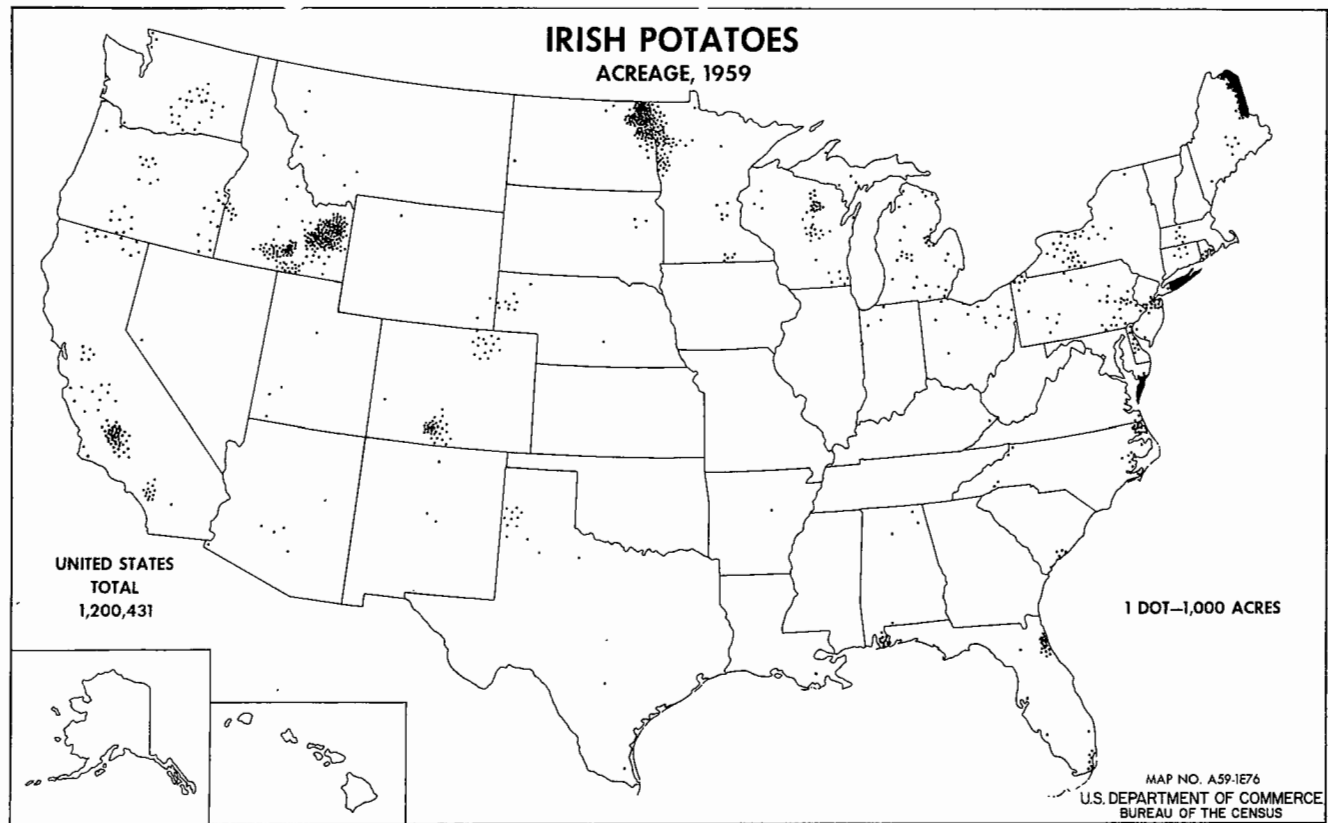 IRISH POTATOES
ACREAGE, 1959
UNITED STATES
TOTAL
1,200,431
1 DOT—1,000 ACRES
MAP NO. A59-1E76
U.S. DEPARTMENT OF COMMERCE
BUREAU OF THE CENSUS